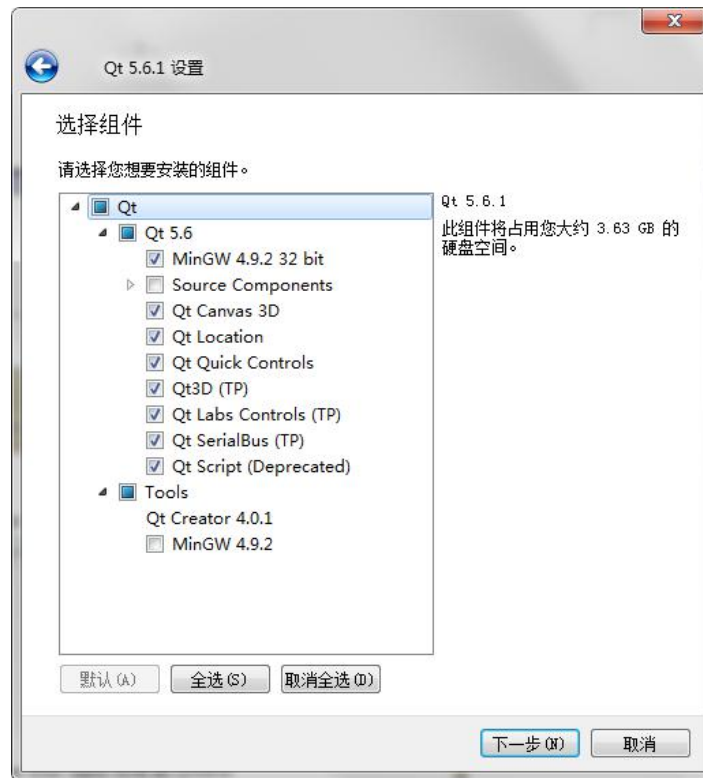 Qt 5.6.1 设置
选择组件
请选择您想要安装的组件。
Qt
Qt 5.6
MinGW 4.9.2 32 bit
Source Components
Qt Canvas 3D
Qt Location
Qt Quick Controls
Qt3D (TP)
Qt Labs Controls (TP)
Qt SerialBus (TP)
Qt Script (Deprecated)
Tools
Qt Creator 4.0.1
MinGW 4.9.2
Qt 5.6.1
此组件将占用您大约 3.63 GB 的
硬盘空间。
默认(A) 全选(S) 取消全选(D)
下一步(N) 取消